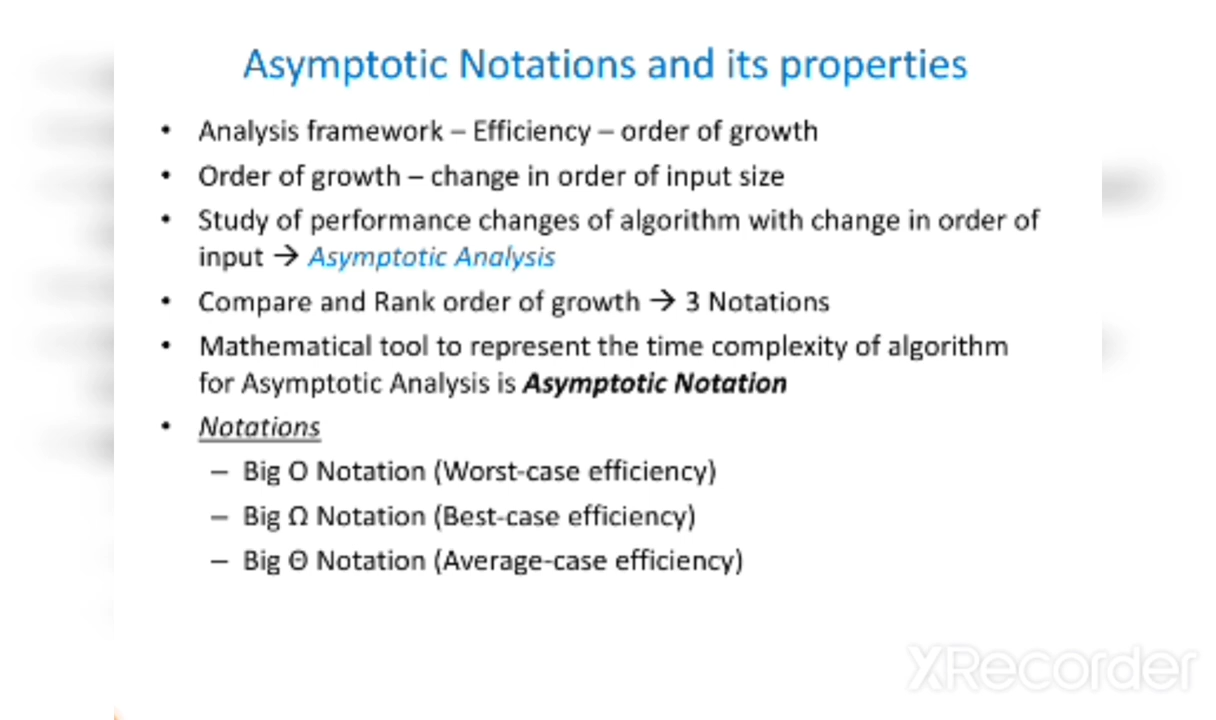 Asymptotic Notations and its properties
• Analysis framework – Efficiency – order of growth
• Order of growth – change in order of input size
• Study of performance changes of algorithm with change in order of
input → Asymptotic Analysis
• Compare and Rank order of growth → 3 Notations
• Mathematical tool to represent the time complexity of algorithm
for Asymptotic Analysis is Asymptotic Notation
• Notations
– Big O Notation (Worst-case efficiency)
– Big Ω Notation (Best-case efficiency)
– Big Θ Notation (Average-case efficiency)
XRecorder